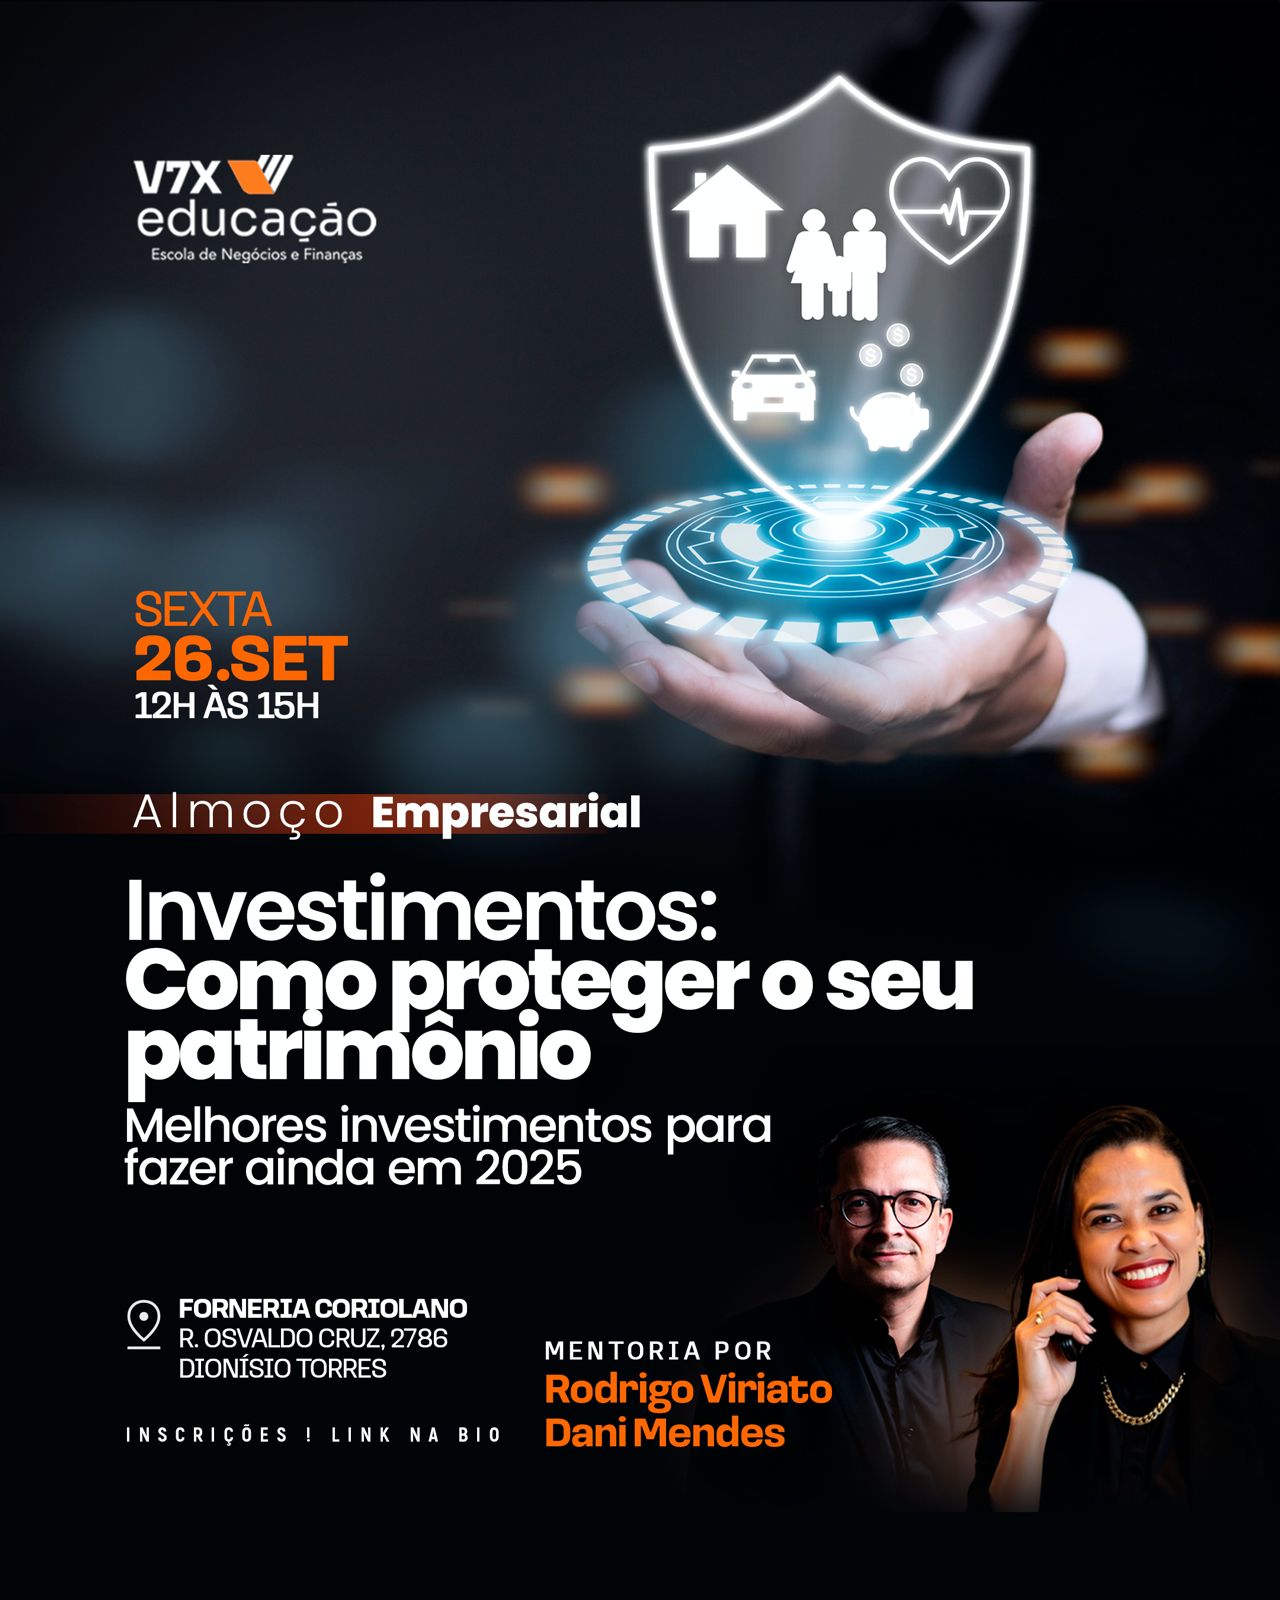 V7X
educação
Escola de Negócios e Finanças
SEXTA
26.SET
12H ÀS 15H
Almoço Empresarial
Investimentos:
Como proteger o seu
patrimônio
Melhores investimentos para
fazer ainda em 2025
FORNERIA CORIOLANO
R. OSVALDO CRUZ, 2786
DIONÍSIO TORRES
INSCRIÇÕES ! LINK NA BIO
MENTORIA POR
Rodrigo Viriato
Dani Mendes